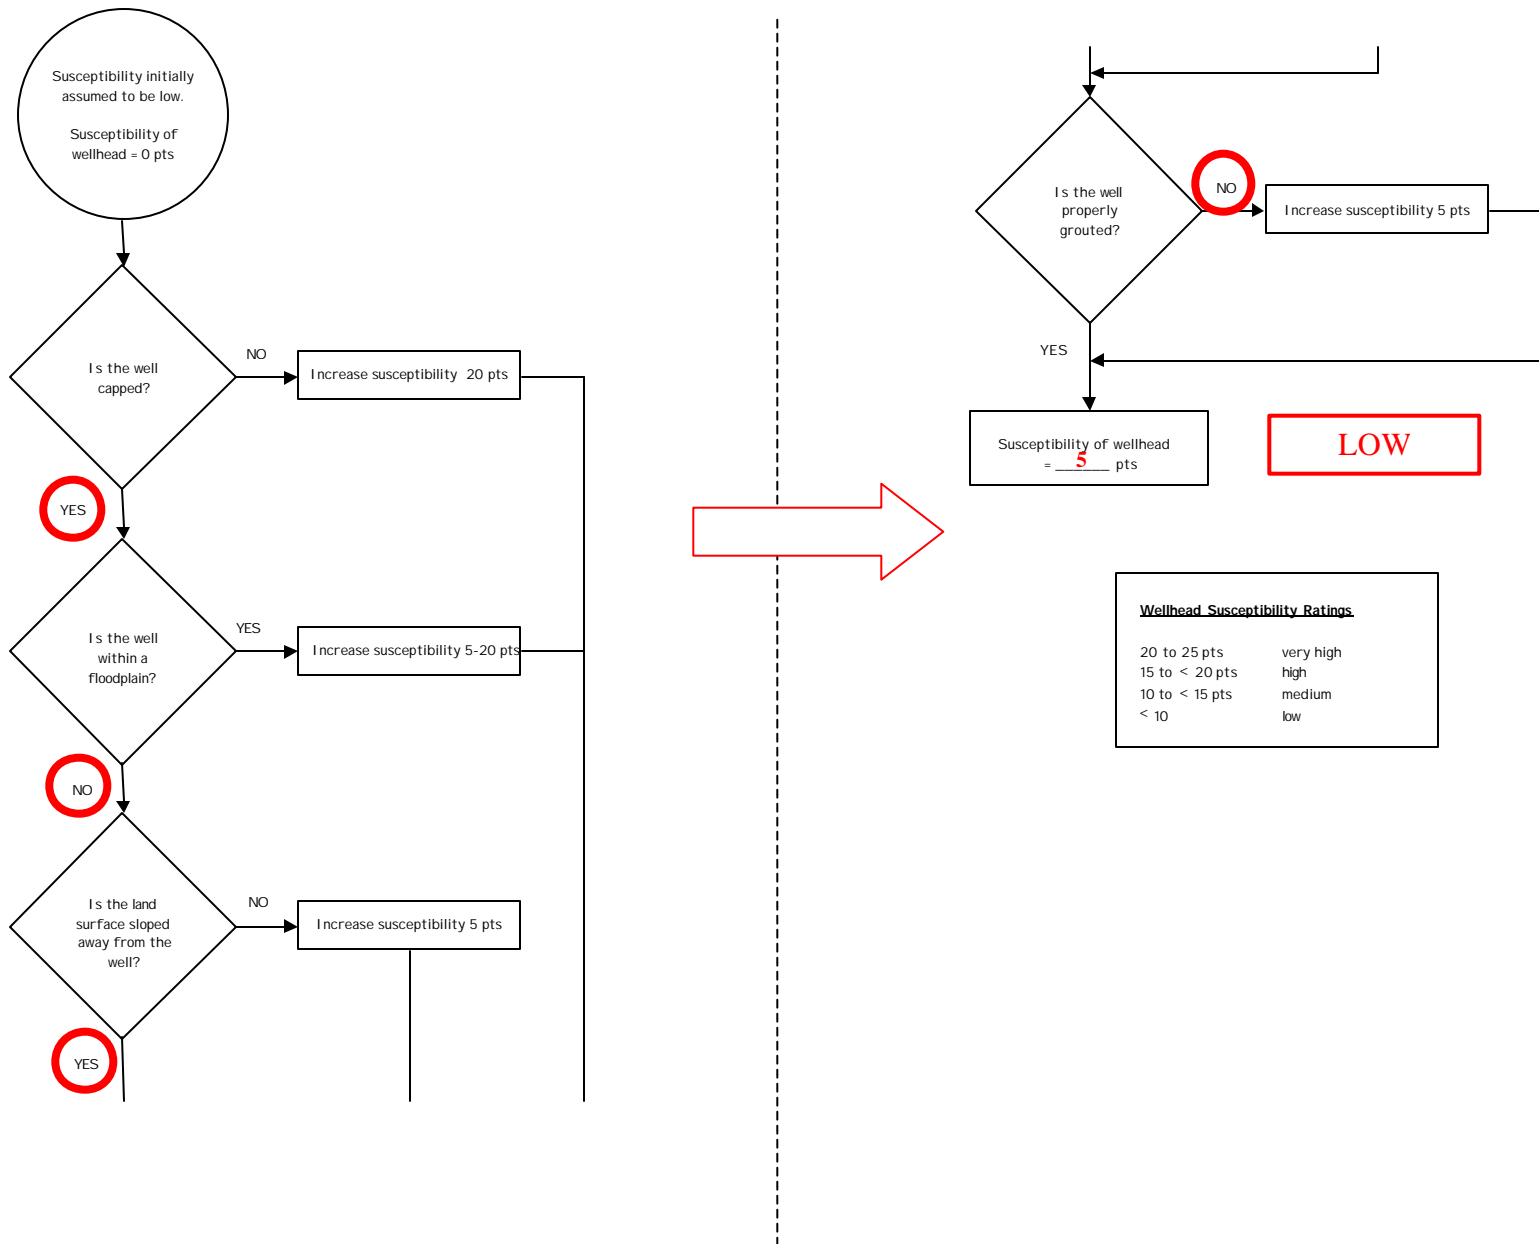 Susceptibility initially
assumed to be low.
Susceptibility of
wellhead = 0 pts
Is the well
capped?
NO
Increase susceptibility 20 pts
YES
Is the well
within a
floodplain?
YES
Increase susceptibility 5-20 pts
NO
Is the land
surface sloped
away from the
well?
NO
Increase susceptibility 5 pts
YES
Is the well
properly
grouted?
NO
Increase susceptibility 5 pts
YES
Susceptibility of wellhead
= ___5___ pts
LOW
Wellhead Susceptibility Ratings
20 to 25 pts very high
15 to < 20 pts high
10 to < 15 pts medium
< 10 low